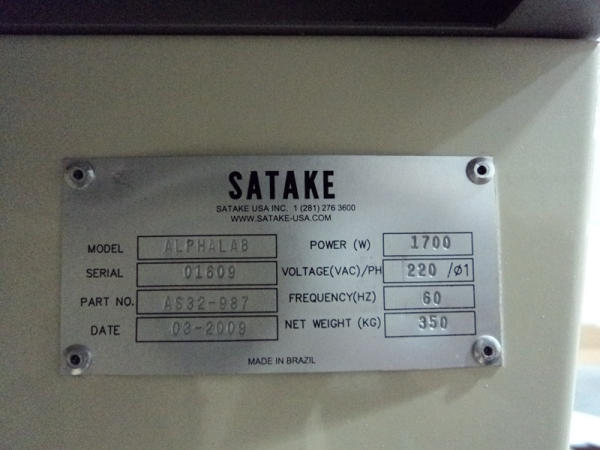 SATAKE
SATAKE USA INC. 1 (281) 276 3600
WWW.SATAKE-USA.COM
MODEL ALPHALAB POWER (W) 1700
SERIAL 01609 VOLTAGE(VAC)/PH 220 /ø1
PART NO. AS32-987 FREQUENCY(HZ) 60
DATE 03-2009 NET WEIGHT (KG) 350
MADE IN BRAZIL